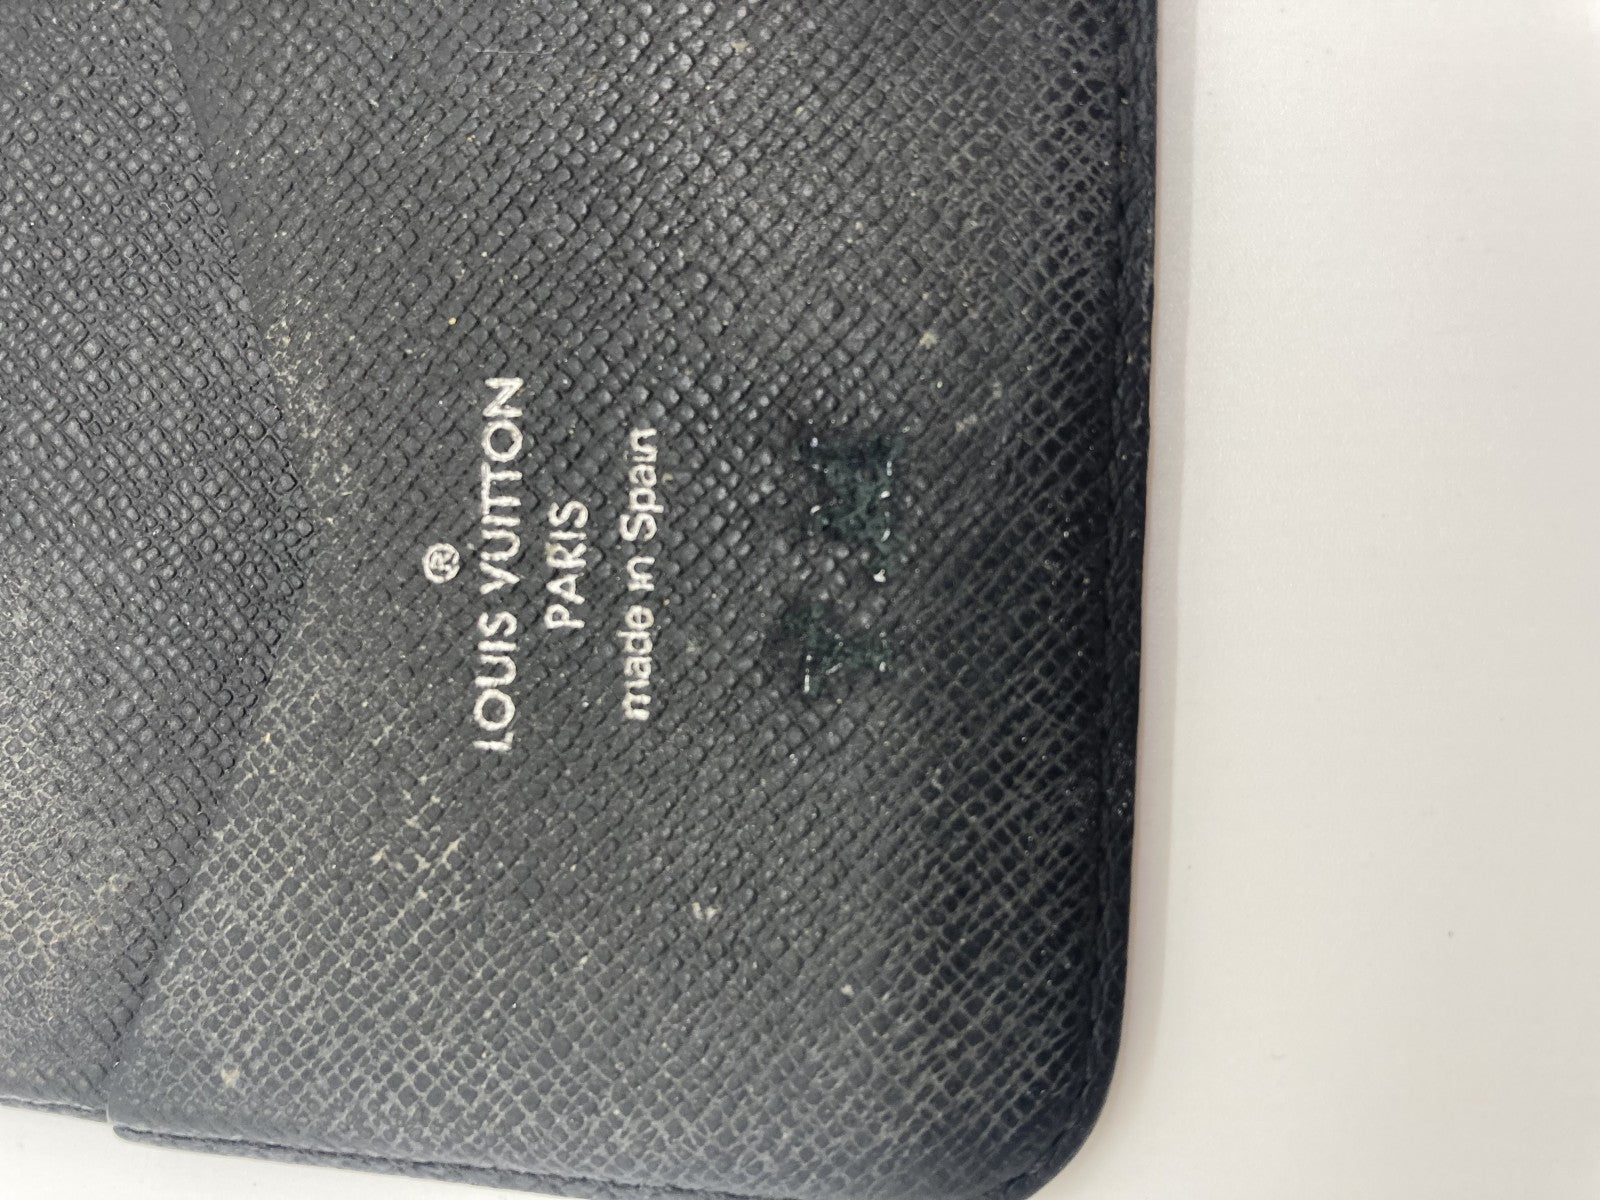 ®
LOUIS VUITTON
PARIS
made in Spain